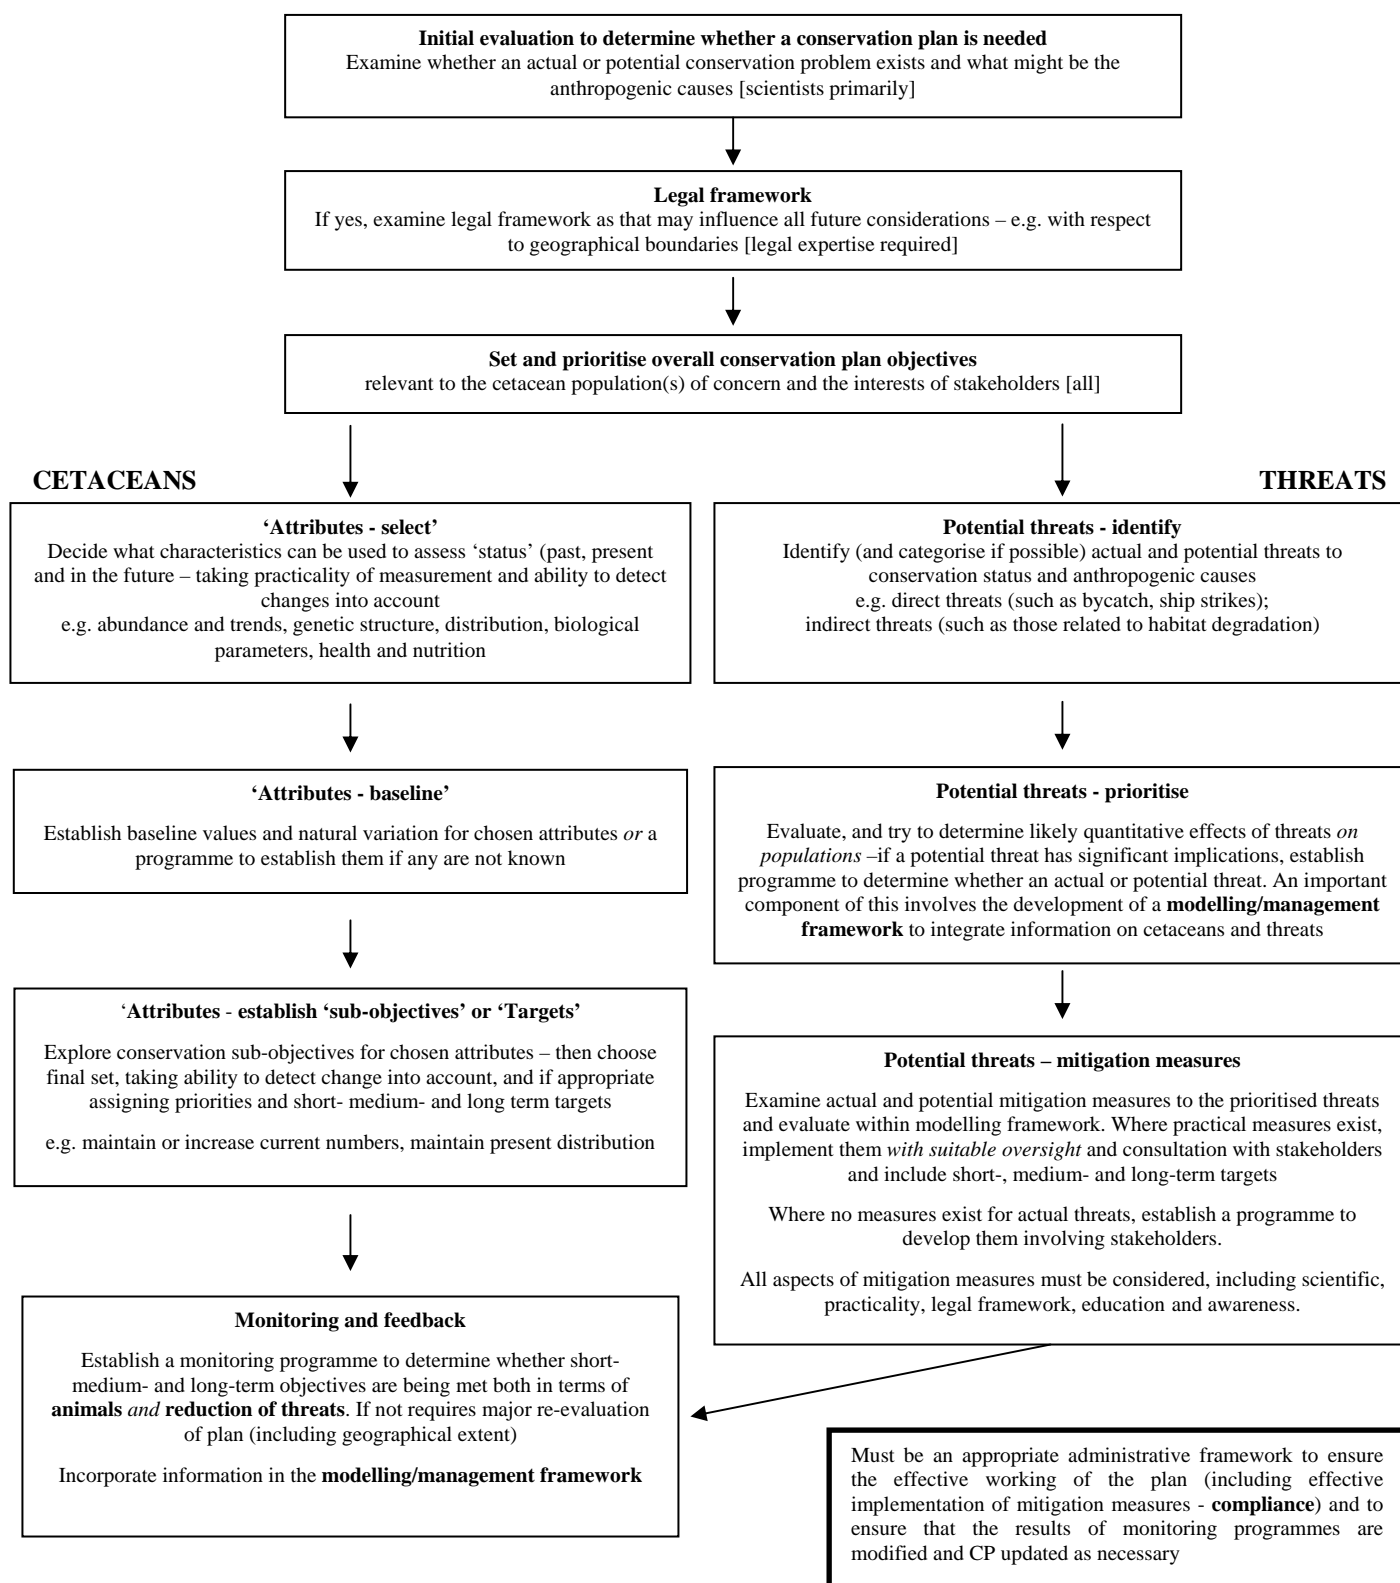 Initial evaluation to determine whether a conservation plan is needed
Examine whether an actual or potential conservation problem exists and what might be the
anthropogenic causes [scientists primarily]
Legal framework
If yes, examine legal framework as that may influence all future considerations – e.g. with respect
to geographical boundaries [legal expertise required]
Set and prioritise overall conservation plan objectives
relevant to the cetacean population(s) of concern and the interests of stakeholders [all]
CETACEANS
‘Attributes - select’
Decide what characteristics can be used to assess ‘status’ (past, present
and in the future – taking practicality of measurement and ability to detect
changes into account
e.g. abundance and trends, genetic structure, distribution, biological
parameters, health and nutrition
‘Attributes - baseline’
Establish baseline values and natural variation for chosen attributes or a
programme to establish them if any are not known
‘Attributes - establish ‘sub-objectives’ or ‘Targets’
Explore conservation sub-objectives for chosen attributes – then choose
final set, taking ability to detect change into account, and if appropriate
assigning priorities and short- medium- and long term targets
e.g. maintain or increase current numbers, maintain present distribution
THREATS
Potential threats - identify
Identify (and categorise if possible) actual and potential threats to
conservation status and anthropogenic causes
e.g. direct threats (such as bycatch, ship strikes);
indirect threats (such as those related to habitat degradation)
Potential threats - prioritise
Evaluate, and try to determine likely quantitative effects of threats on
populations –if a potential threat has significant implications, establish
programme to determine whether an actual or potential threat. An important
component of this involves the development of a modelling/management
framework to integrate information on cetaceans and threats
Potential threats – mitigation measures
Examine actual and potential mitigation measures to the prioritised threats
and evaluate within modelling framework. Where practical measures exist,
implement them with suitable oversight and consultation with stakeholders
and include short-, medium- and long-term targets
Where no measures exist for actual threats, establish a programme to
develop them involving stakeholders.
All aspects of mitigation measures must be considered, including scientific,
practicality, legal framework, education and awareness.
Monitoring and feedback
Establish a monitoring programme to determine whether short-
medium- and long-term objectives are being met both in terms of
animals and reduction of threats. If not requires major re-evaluation
of plan (including geographical extent)
Incorporate information in the modelling/management framework
Must be an appropriate administrative framework to ensure
the effective working of the plan (including effective
implementation of mitigation measures - compliance) and to
ensure that the results of monitoring programmes are
modified and CP updated as necessary